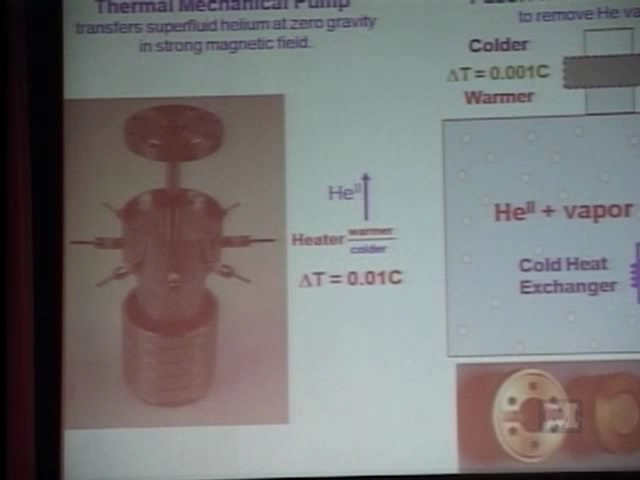 Thermal Mechanical Pump
transfers superfluid helium at zero gravity
in strong magnetic field.
He^II
Heater warmer
colder
ΔT = 0.01C
to remove He
Colder
ΔT = 0.001C
Warmer
He^II + vapor
Cold Heat
Exchanger